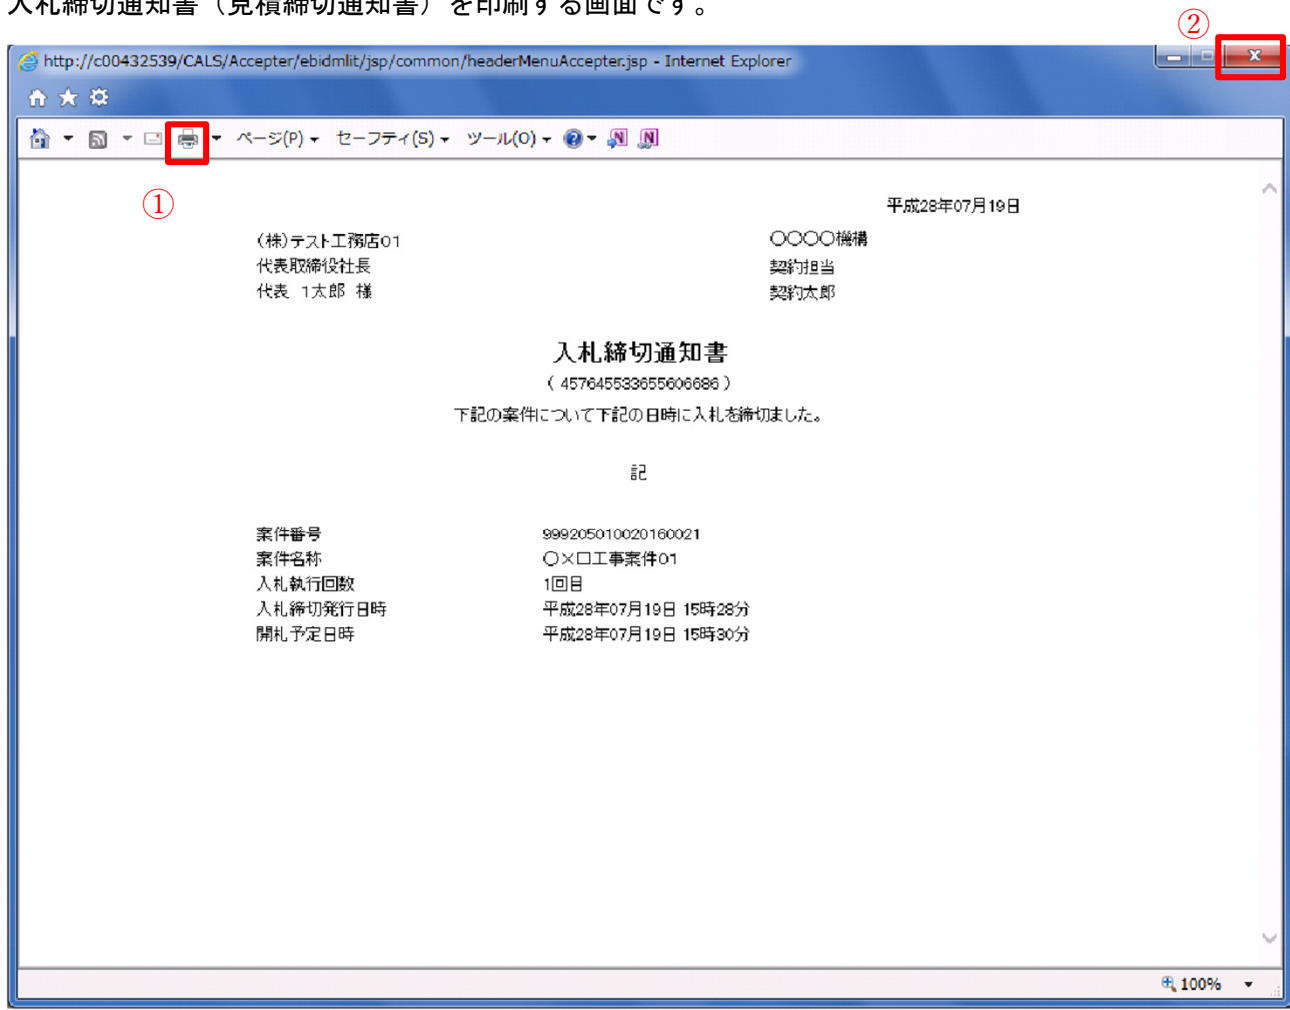 入札締切通知書（見積締切通知書）を印刷する画面です。
②
http://c00432539/CALS/Accepter/ebidmlit/jsp/common/headerMenuAccepter.jsp - Internet Explorer
ページ(P) セーフティ(S) ツール(O)
①
平成28年07月19日
(株)テスト工務店01
○○○○機構
代表取締役社長
契約担当
代表 1太郎 様
契約太郎
入札締切通知書
( 457645533655606686 )
下記の案件について下記の日時に入札を締切ました。
記
案件番号 999205010020160021
案件名称 ○×口工事案件01
入札執行回数 1回目
入札締切発行日時 平成28年07月19日 15時28分
開札予定日時 平成28年07月19日 15時30分
100%